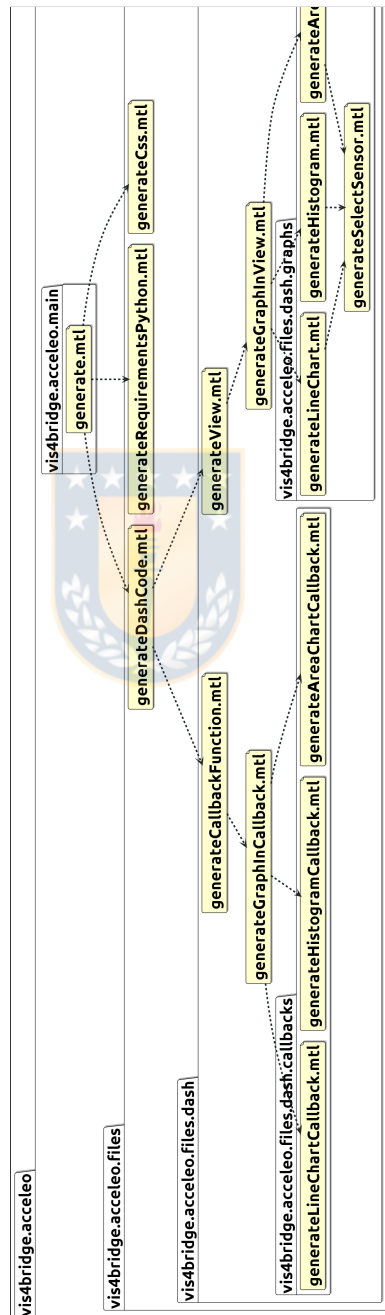 vis4bridge.acceleo
vis4bridge.acceleo.main
generate.mtl
vis4bridge.acceleo.files
generateDashCode.mtl
generateRequirementsPython.mtl
generateCss.mtl
vis4bridge.acceleo.files.dash
generateCallbackFunction.mtl
generateView.mtl
generateGraphInCallback.mtl
generateGraphInView.mtl
vis4bridge.acceleo.files.dash.callbacks
generateLineChartCallback.mtl
generateHistogramCallback.mtl
generateAreaChartCallback.mtl
vis4bridge.acceleo.files.dash.graphs
generateLineChart.mtl
generateHistogram.mtl
generateAre
generateSelectSensor.mtl